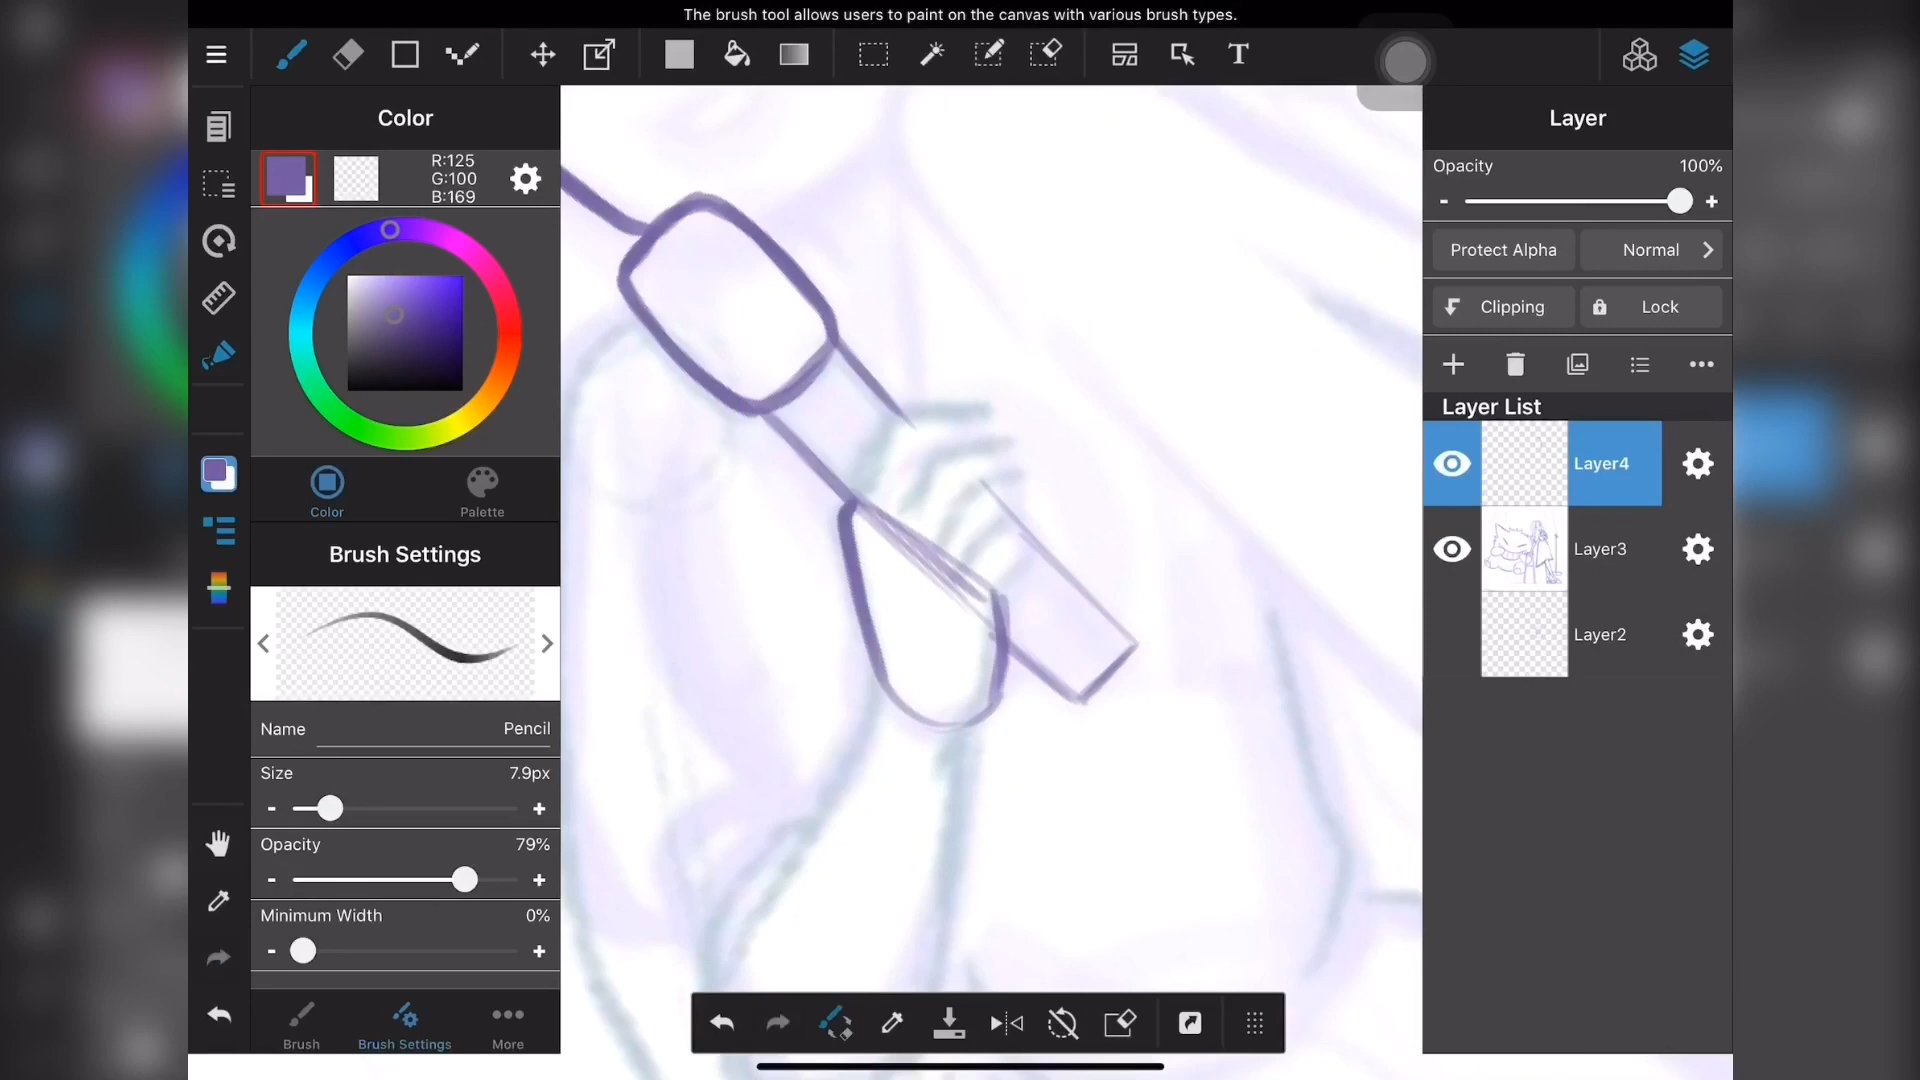 The brush tool allows users to paint on the canvas with various brush types.
T
Color
R:125
G:100
B:169
Color
Palette
Brush Settings
Name
Pencil
Size
7.9px
-
+
Opacity
79%
-
+
Minimum Width
0%
-
+
Brush
Brush Settings
More
Layer
Opacity
100%
-
+
Protect Alpha
Normal
Clipping
Lock
Layer List
Layer4
Layer3
Layer2